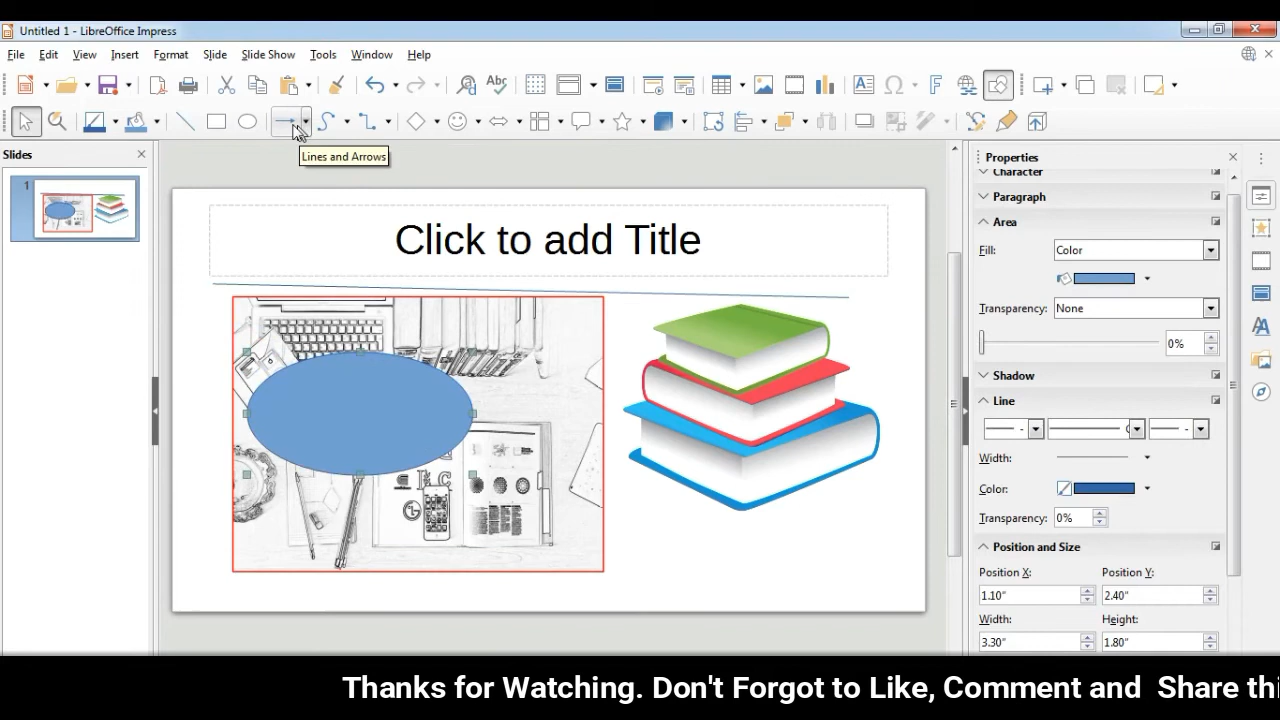 Untitled 1 - LibreOffice Impress
File Edit View Insert Format Slide Slide Show Tools Window Help
Lines and Arrows
Slides
1
Click to add Title
Properties
Character
Paragraph
Area
Fill: Color
Transparency: None
0%
Shadow
Line
Width:
Color:
Transparency: 0%
Position and Size
Position X: Position Y:
1.10" 2.40"
Width: Height:
3.30" 1.80"
Thanks for Watching. Don't Forgot to Like, Comment and Share thi